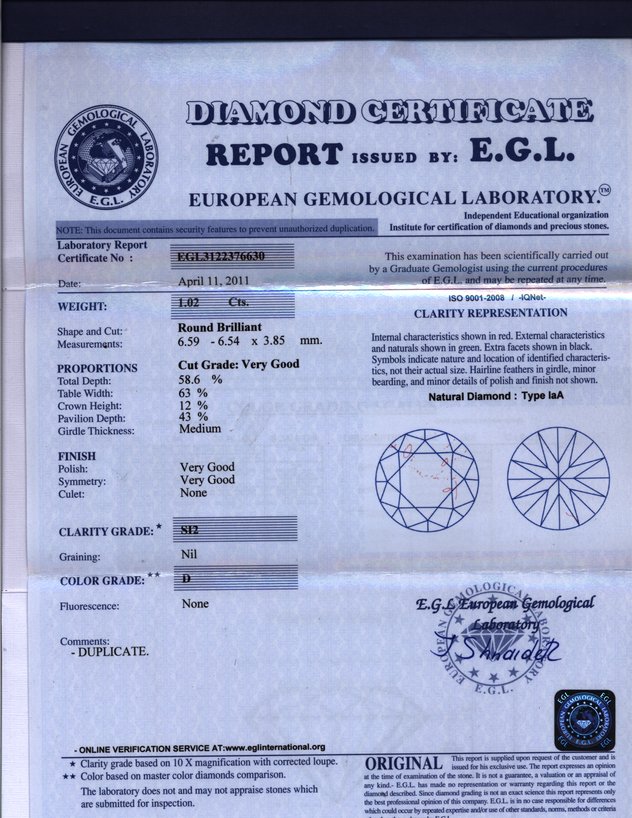 EUROPEAN GEMOLOGICAL LABORATORY
E.G.L.
DIAMOND CERTIFICATE
REPORT ISSUED BY: E.G.L.
EUROPEAN GEMOLOGICAL LABORATORY.™
Independent Educational organization
Institute for certification of diamonds and precious stones.
NOTE: This document contains security features to prevent unauthorized duplication.
Laboratory Report
Certificate No : EGL3122376630
Date: April 11, 2011
WEIGHT: 1.02 Cts.
Shape and Cut: Round Brilliant
Measurements: 6.59 - 6.54 x 3.85 mm.
PROPORTIONS Cut Grade: Very Good
Total Depth: 58.6 %
Table Width: 63 %
Crown Height: 12 %
Pavilion Depth: 43 %
Girdle Thickness: Medium
FINISH
Polish: Very Good
Symmetry: Very Good
Culet: None
CLARITY GRADE:* SI2
Graining: Nil
COLOR GRADE:** D
Fluorescence: None
Comments:
- DUPLICATE.
This examination has been scientifically carried out
by a Graduate Gemologist using the current procedures
of E.G.L. and may be repeated at any time.
ISO 9001-2008 / -IQNet-
CLARITY REPRESENTATION
Internal characteristics shown in red. External characteristics
and naturals shown in green. Extra facets shown in black.
Symbols indicate nature and location of identified characteris-
tics, not their actual size. Hairline feathers in girdle, minor
bearding, and minor details of polish and finish not shown.
Natural Diamond : Type IaA
E.G.L European Gemological
Laboratory
EUROPEAN GEMOLOGICAL LABORATORY
E.G.L.
EGL EGL
- ONLINE VERIFICATION SERVICE AT:www.eglinternational.org
★ Clarity grade based on 10 X magnification with corrected loupe.
★★ Color based on master color diamonds comparison.
The laboratory does not and may not appraise stones which
are submitted for inspection.
ORIGINAL This report is supplied upon request of the customer and is
issued for his exclusive use. The report expresses an opinion
at the time of examination of the stone. It is not a guarantee, a valuation or an appraisal of
any kind.- E.G.L. has made no representation or warranty regarding this report or the
diamond described. Since diamond grading is not an exact science this report represents only
the best professional opinion of this company. E.G.L. is in no case responsible for differences
which could occur by repeated expertise and/or use of other standards, norms, methods or criteria